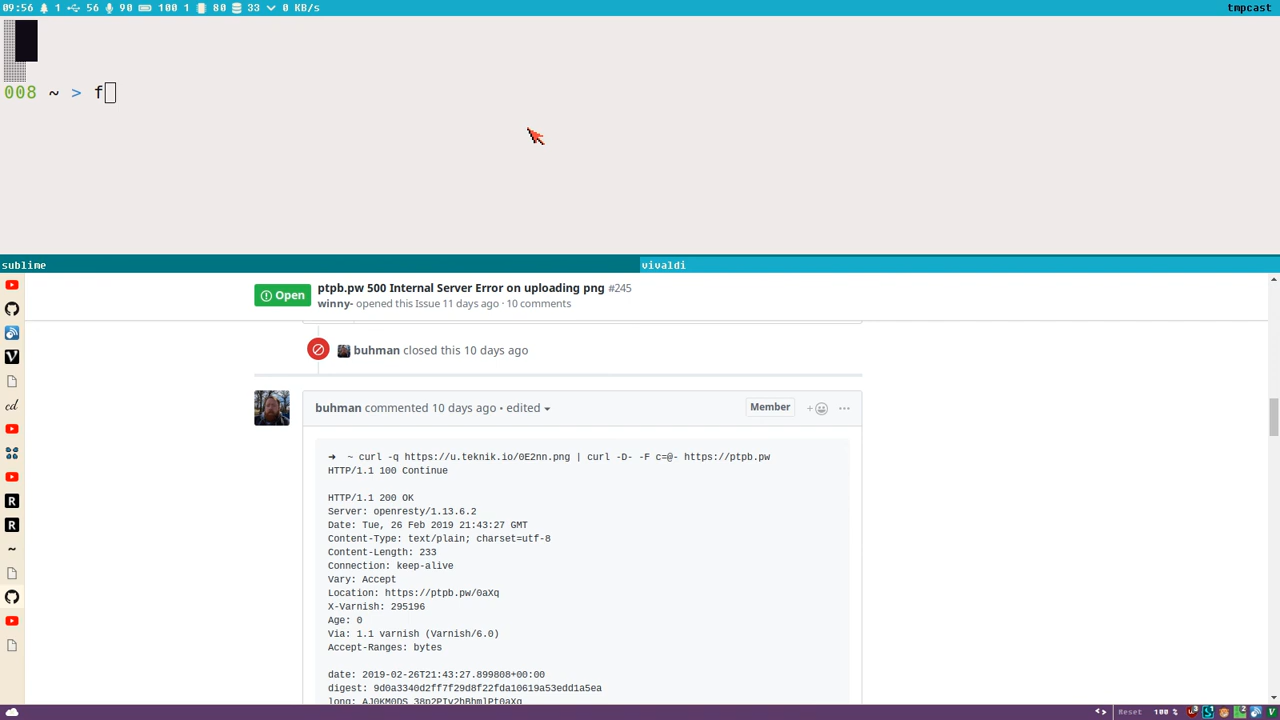 09:56 1 56 90 100 1 80 33 0 KB/s
tmpcast
008 ~ > f
sublime
vivaldi
Open
ptpb.pw 500 Internal Server Error on uploading png #245
winny- opened this Issue 11 days ago · 10 comments
buhman closed this 10 days ago
cd
buhman commented 10 days ago • edited
Member
+
➜ ~ curl -q https://u.teknik.io/0E2nn.png | curl -D- -F c=@- https://ptpb.pw
HTTP/1.1 100 Continue
HTTP/1.1 200 OK
Server: openresty/1.13.6.2
Date: Tue, 26 Feb 2019 21:43:27 GMT
Content-Type: text/plain; charset=utf-8
Content-Length: 233
Connection: keep-alive
Vary: Accept
Location: https://ptpb.pw/0aXq
X-Varnish: 295196
Age: 0
Via: 1.1 varnish (Varnish/6.0)
Accept-Ranges: bytes
date: 2019-02-26T21:43:27.899808+00:00
digest: 9d0a3340d2ff7f29d8f22fda10619a53edd1a5ea
long:
Reset 100 %